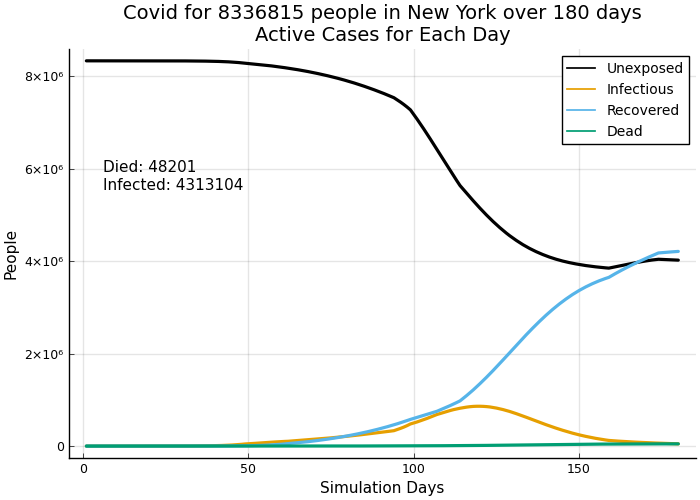 Covid for 8336815 people in New York over 180 days
Active Cases for Each Day
Unexposed
Infectious
Recovered
Dead
Died: 48201
Infected: 4313104
People
8×10⁶
6×10⁶
4×10⁶
2×10⁶
0
0 50 100 150
Simulation Days